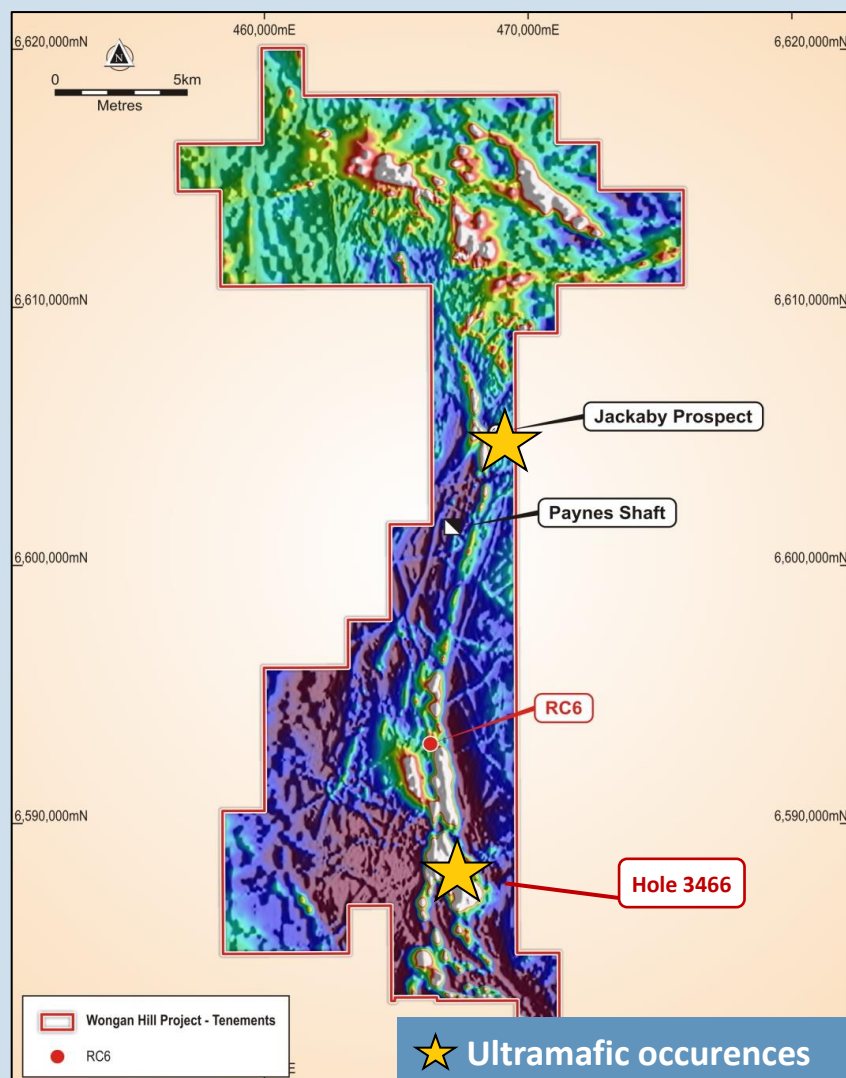 460,000mE 470,000mE
6,620,000mN 6,620,000mN
N
0 5km
Metres
6,610,000mN 6,610,000mN
Jackaby Prospect
Paynes Shaft
6,600,000mN 6,600,000mN
RC6
6,590,000mN 6,590,000mN
Hole 3466
Wongan Hill Project - Tenements
RC6
Ultramafic occurences